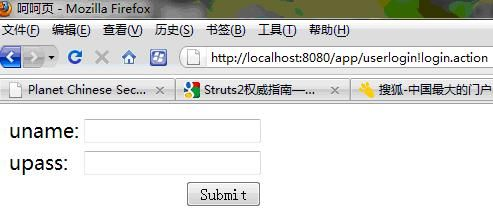 呵呵页 - Mozilla Firefox
文件(F) 编辑(E) 查看(V) 历史(S) 书签(B) 工具(T) 帮助(H)
http://localhost:8080/app/userlogin!login.action
Planet Chinese Sec... Struts2权威指南—... 搜狐-中国最大的门户
uname:
upass:
Submit